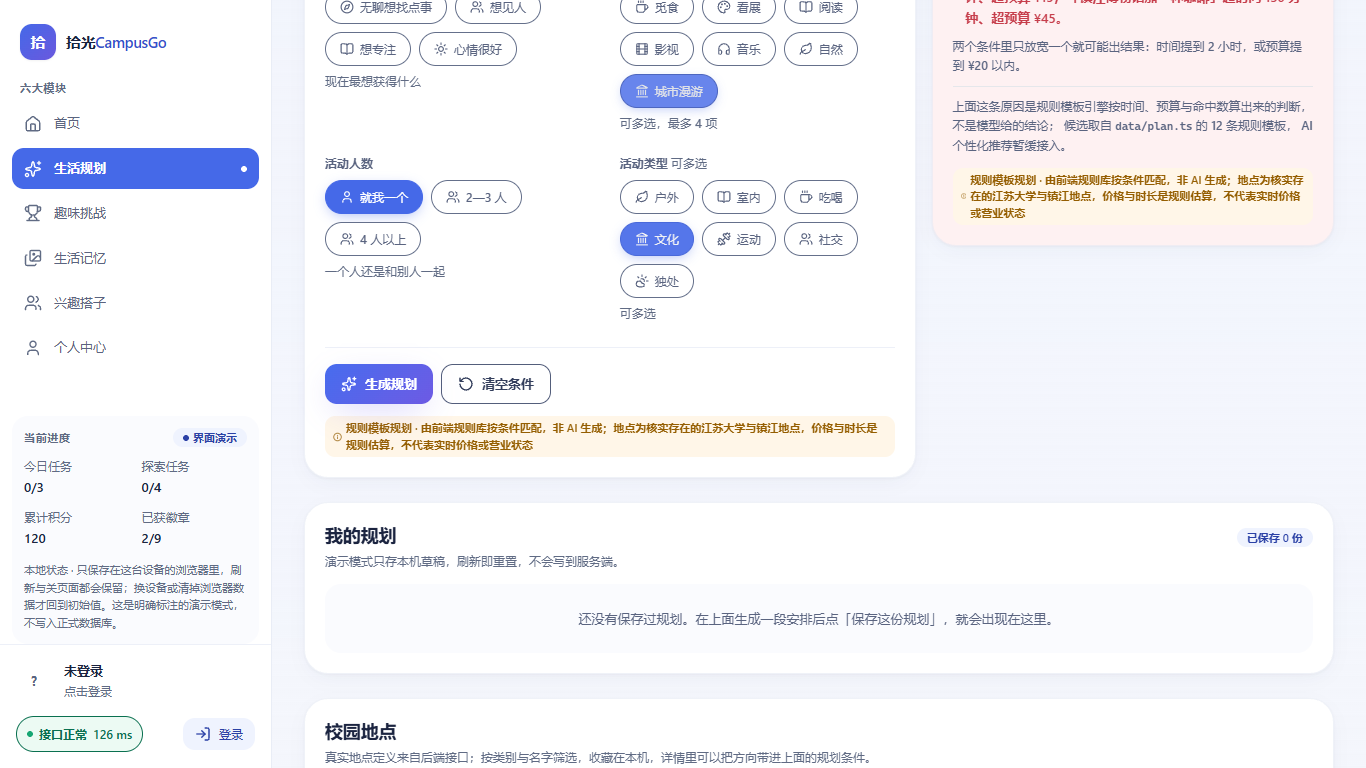 拾 拾光CampusGo
六大模块
首页
生活规划
趣味挑战
生活记忆
兴趣搭子
个人中心
当前进度 界面演示
今日任务 探索任务
0/3 0/4
累计积分 已获徽章
120 2/9
本地状态 · 只保存在这台设备的浏览器里，刷
新与关页面都会保留；换设备或清掉浏览器数
据才回到初始值。这是明确标注的演示模式，
不写入正式数据库。
? 未登录
点击登录
接口正常 126 ms 登录
无聊想找点事 想见人
想专注 心情很好
现在最想获得什么
觅食 看展 阅读
影视 音乐 自然
城市漫游
可多选，最多 4 项
活动人数
就我一个 2—3 人
4 人以上
一个人还是和别人一起
活动类型 可多选
户外 室内 吃喝
文化 运动 社交
独处
可多选
生成规划 清空条件
规则模板规划 · 由前端规则库按条件匹配，非 AI 生成；地点为核实存在的江苏大学与镇江地点，价格与时长是
规则估算，不代表实时价格或营业状态
钟、超预算 ¥45。
两个条件里只放宽一个就可能出结果：时间提到 2 小时，或预算提
到 ¥20 以内。
上面这条原因是规则模板引擎按时间、预算与命中数算出来的判断，
不是模型给的结论； 候选取自 data/plan.ts 的 12 条规则模板， AI
个性化推荐暂缓接入。
规则模板规划 · 由前端规则库按条件匹配，非 AI 生成；地点为核实存
在的江苏大学与镇江地点，价格与时长是规则估算，不代表实时价格
或营业状态
我的规划 已保存 0 份
演示模式只存本机草稿，刷新即重置，不会写到服务端。
还没有保存过规划。在上面生成一段安排后点「保存这份规划」，就会出现在这里。
校园地点
真实地点定义来自后端接口；按类别与名字筛选，收藏在本机，详情里可以把方向带进上面的规划条件。